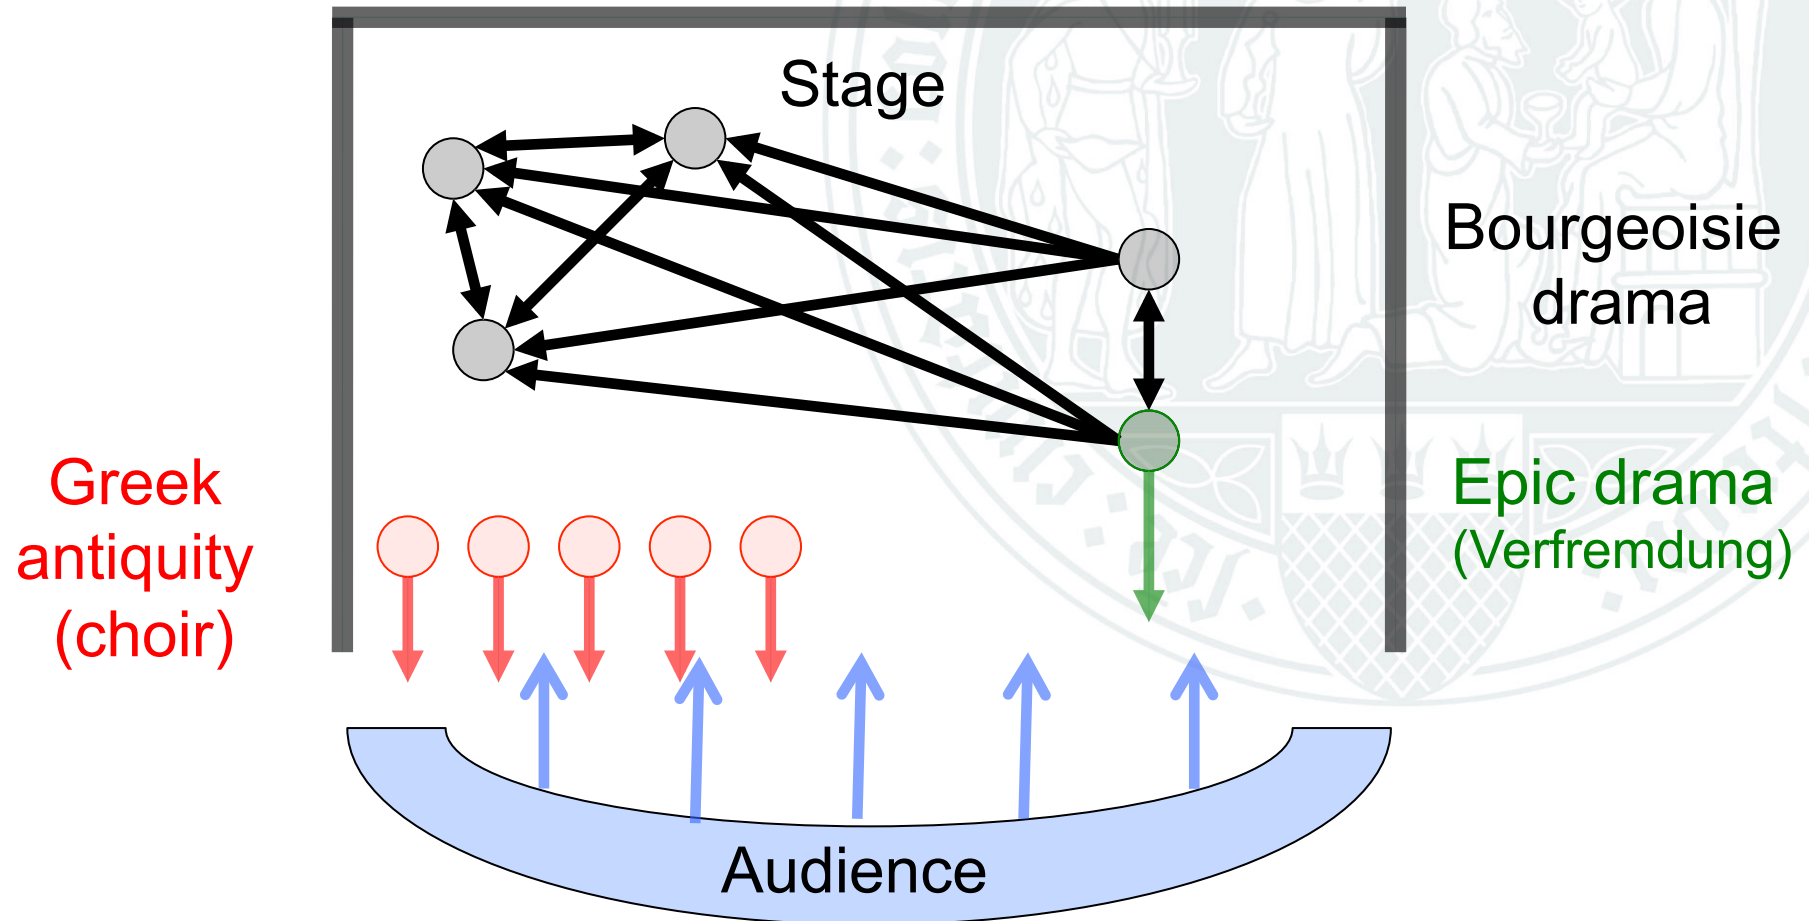 Stage
Bourgeoisie
drama
Greek
antiquity
(choir)
Epic drama
(Verfremdung)
Audience